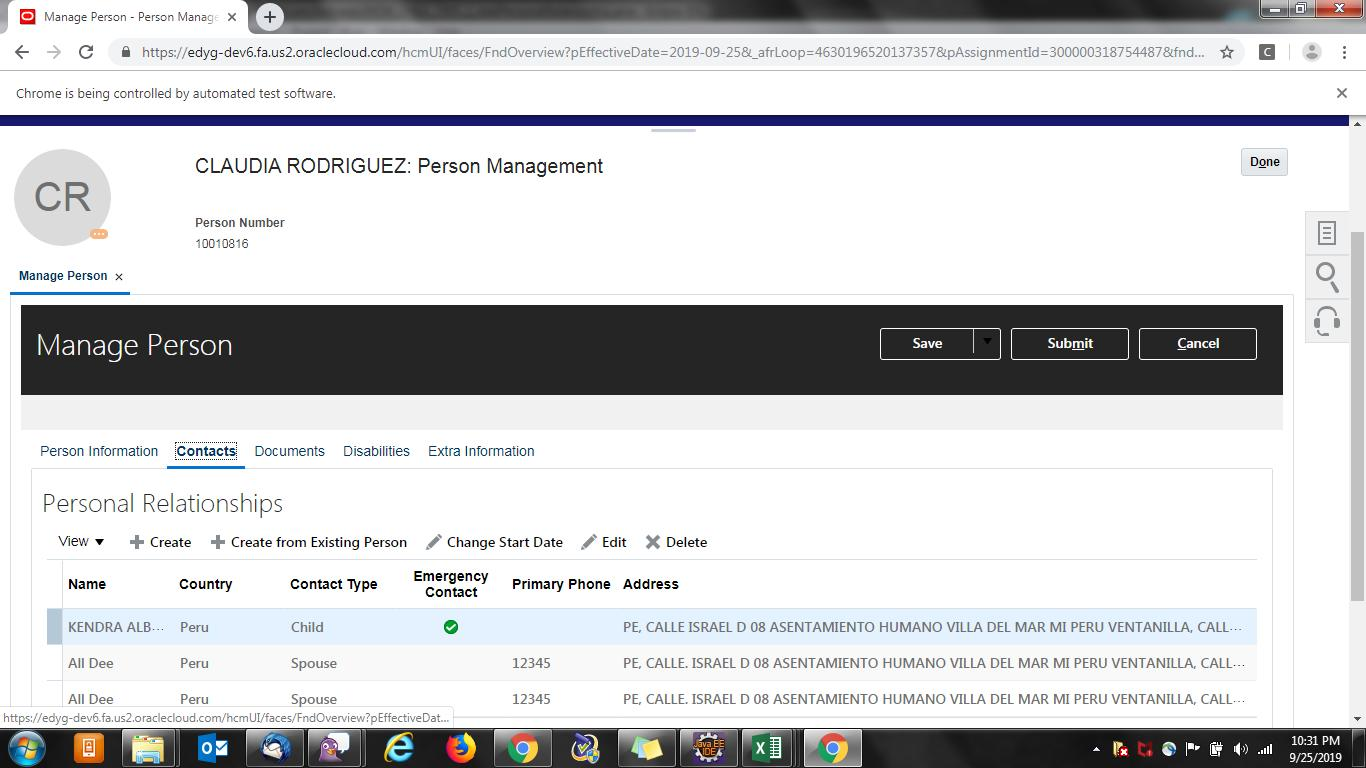 Manage Person - Person Manage
https://edyg-dev6.fa.us2.oraclecloud.com/hcmUI/faces/FndOverview?pEffectiveDate=2019-09-25&_afrLoop=4630196520137357&pAssignmentId=300000318754487&fnd...
C
Chrome is being controlled by automated test software.
CR
CLAUDIA RODRIGUEZ: Person Management
Done
Person Number
10010816
Manage Person
Manage Person
Save
Submit
Cancel
Person Information Contacts Documents Disabilities Extra Information
Personal Relationships
View Create Create from Existing Person Change Start Date Edit Delete
Name Country Contact Type Emergency Contact Primary Phone Address
KENDRA ALB... Peru Child PE, CALLE ISRAEL D 08 ASENTAMIENTO HUMANO VILLA DEL MAR MI PERU VENTANILLA, CALL...
All Dee Peru Spouse 12345 PE, CALLE. ISRAEL D 08 ASENTAMIENTO HUMANO VILLA DEL MAR MI PERU VENTANILLA, CALL...
All Dee Peru Spouse 12345 PE, CALLE. ISRAEL D 08 ASENTAMIENTO HUMANO VILLA DEL MAR MI PERU VENTANILLA, CALL...
https://edyg-dev6.fa.us2.oraclecloud.com/hcmUI/faces/FndOverview?pEffectiveDat...
Java EE
IDE
10:31 PM
9/25/2019